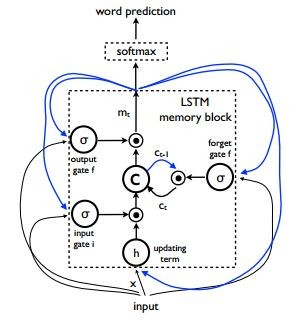 word prediction
softmax
LSTM
memory block
mt
σ
output
gate f
ct-1
forget
gate f
σ
c
ct
σ
input
gate i
h
updating
term
x
input